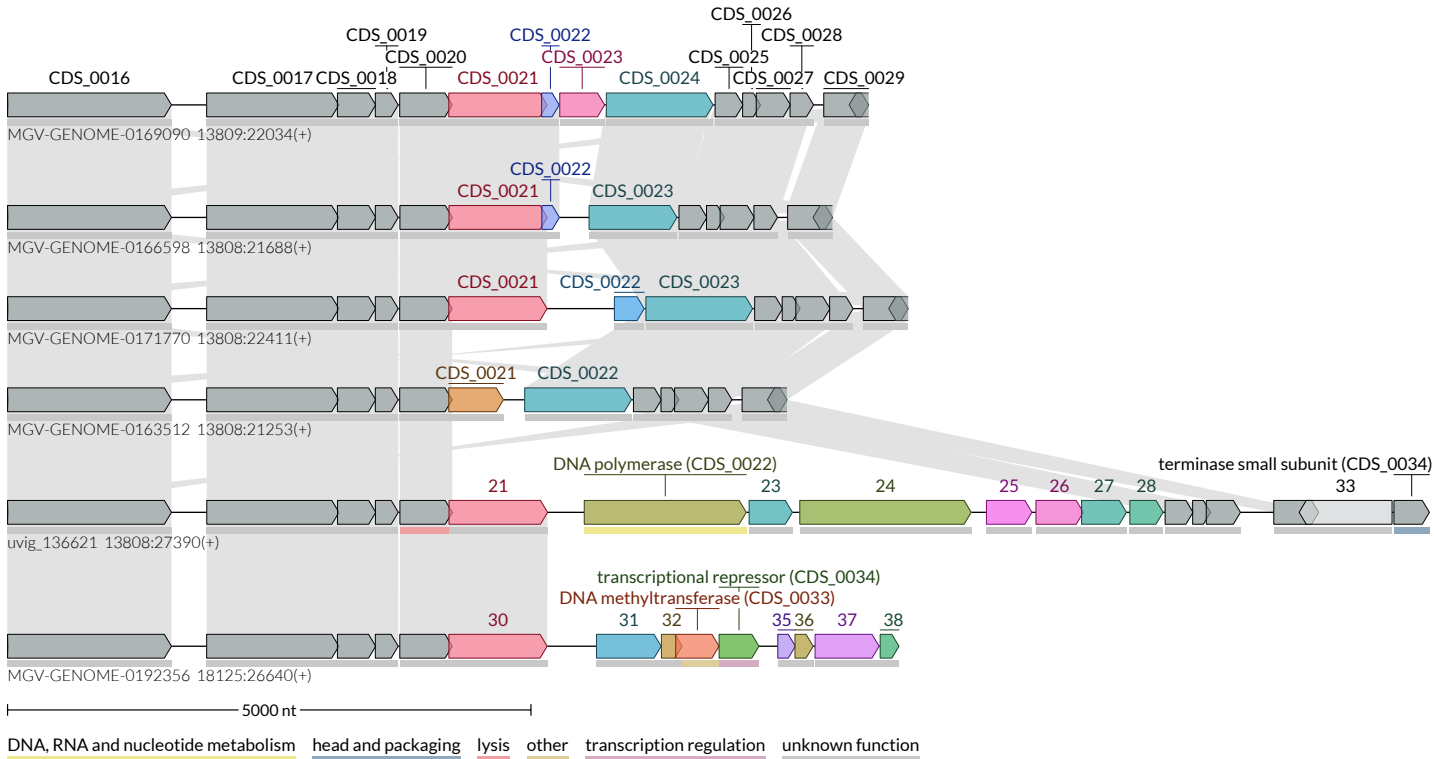 CDS_0026
CDS_0019 CDS_0022 CDS_0028
CDS_0020 CDS_0023 CDS_0025
CDS_0016 CDS_0017 CDS_0018 CDS_0021 CDS_0024 CDS_0027 CDS_0029
MGV-GENOME-0169090 13809:22034(+)
CDS_0022
CDS_0021 CDS_0023
MGV-GENOME-0166598 13808:21688(+)
CDS_0021 CDS_0022 CDS_0023
MGV-GENOME-0171770 13808:22411(+)
CDS_0021 CDS_0022
MGV-GENOME-0163512 13808:21253(+)
DNA polymerase (CDS_0022) terminase small subunit (CDS_0034)
21 23 24 25 26 27 28 33
uvig_136621 13808:27390(+)
transcriptional repressor (CDS_0034)
DNA methyltransferase (CDS_0033)
30 31 32 35 36 37 38
MGV-GENOME-0192356 18125:26640(+)
5000 nt
DNA, RNA and nucleotide metabolism head and packaging lysis other transcription regulation unknown function